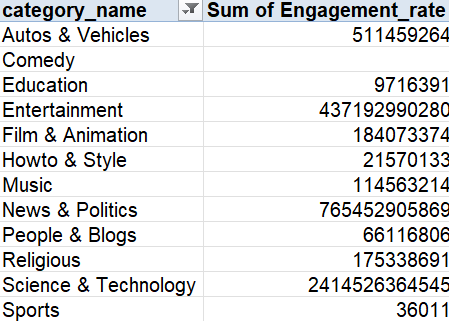 category_name Sum of Engagement_rate
Autos & Vehicles 511459264
Comedy
Education 9716391
Entertainment 437192990280
Film & Animation 184073374
Howto & Style 21570133
Music 114563214
News & Politics 765452905869
People & Blogs 66116806
Religious 175338691
Science & Technology 2414526364545
Sports 36011